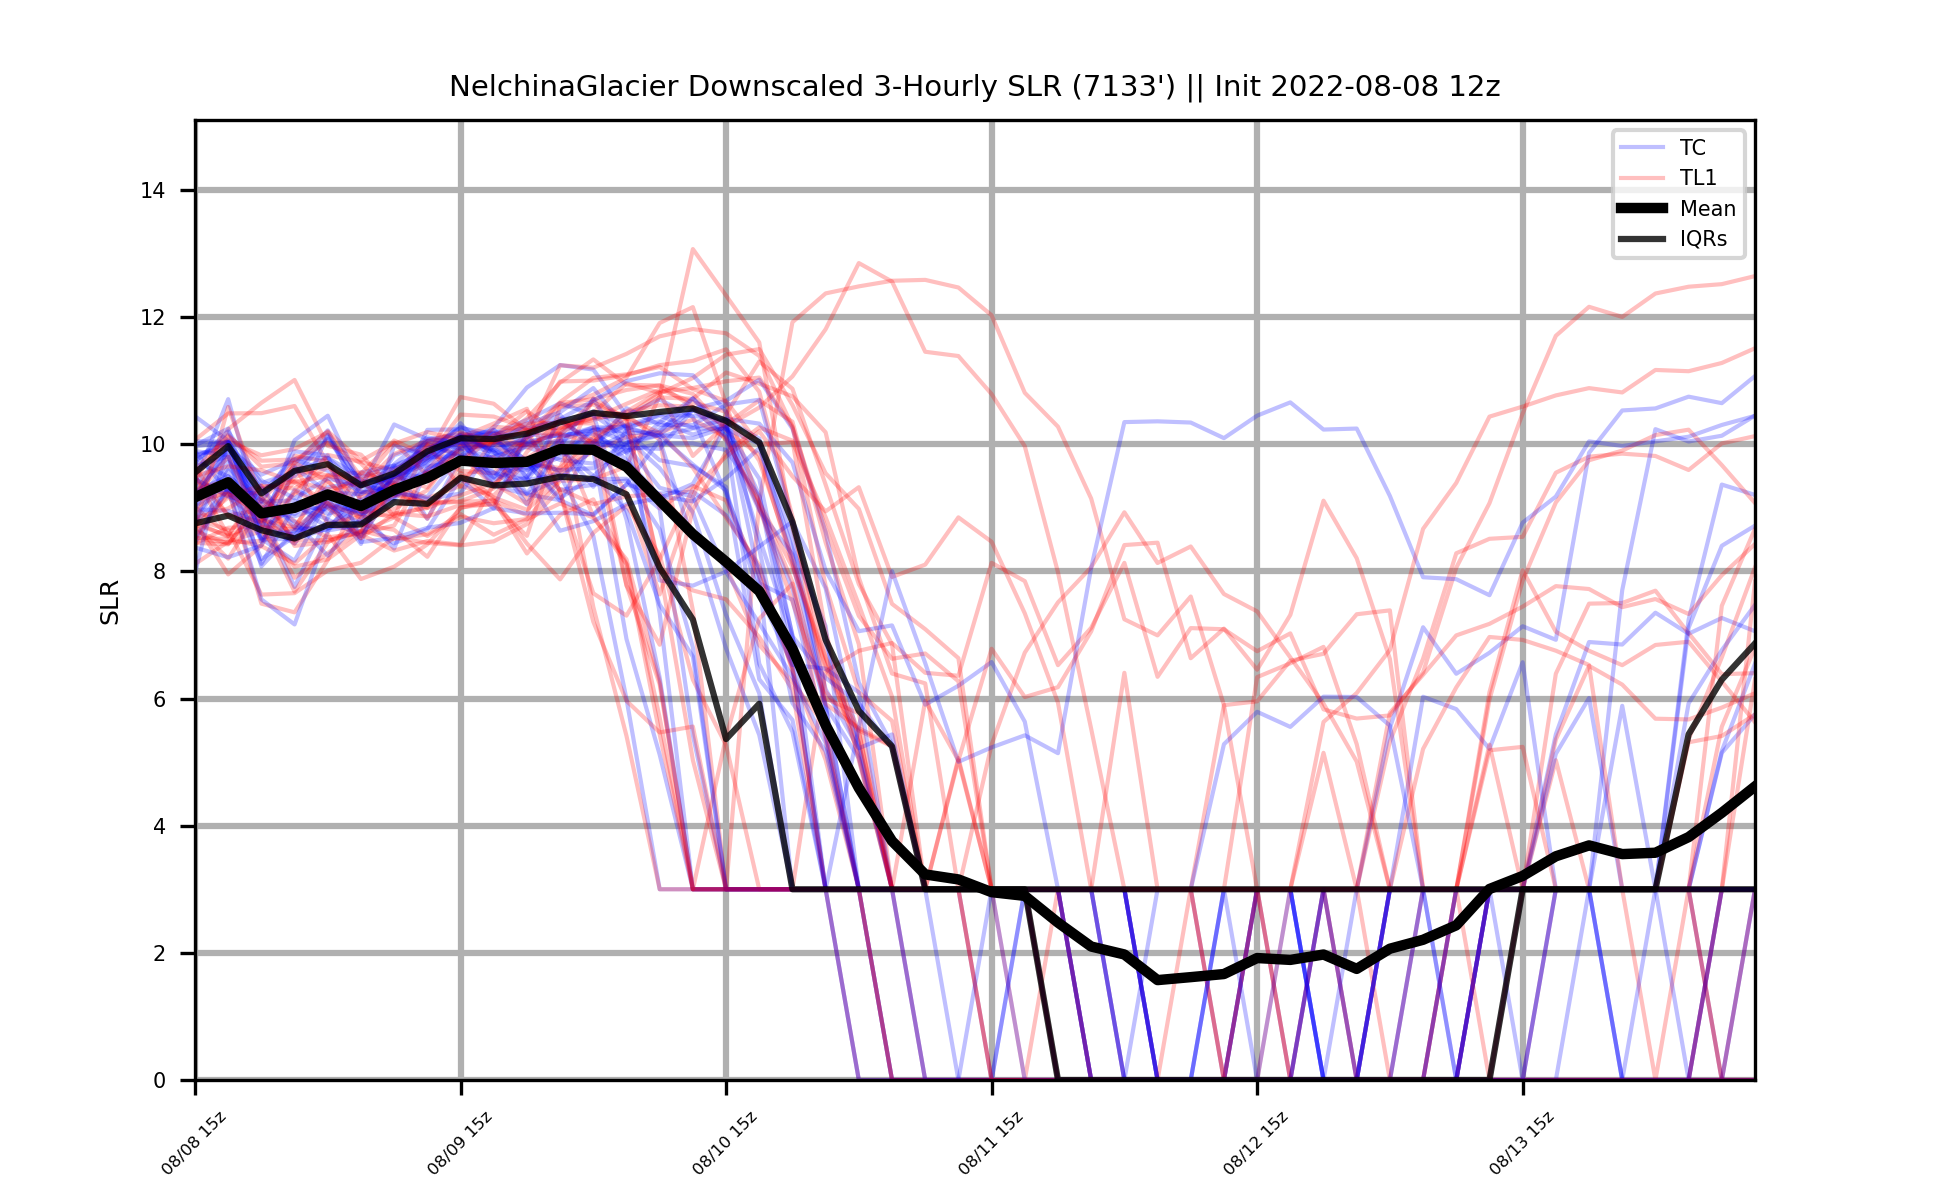 NelchinaGlacier Downscaled 3-Hourly SLR (7133') || Init 2022-08-08 12z
TC
TL1
Mean
IQRs
14
12
10
8
6
4
2
0
SLR
08/08 15z
08/09 15z
08/10 15z
08/11 15z
08/12 15z
08/13 15z